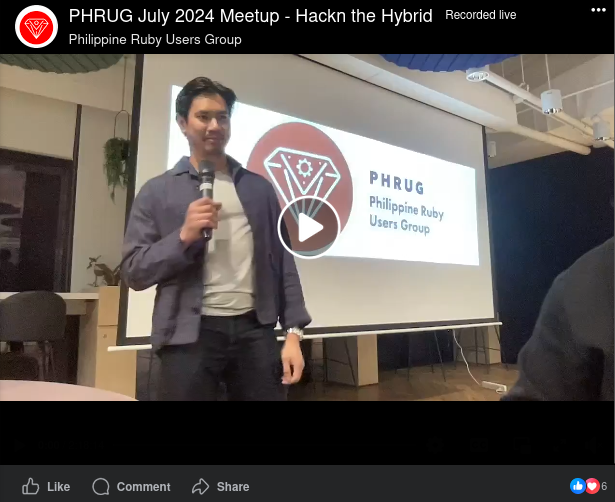 PHRUG July 2024 Meetup - Hackn the Hybrid Recorded live
Philippine Ruby Users Group
PHRUG
Philippine Ruby
Users Group
Like Comment Share 6